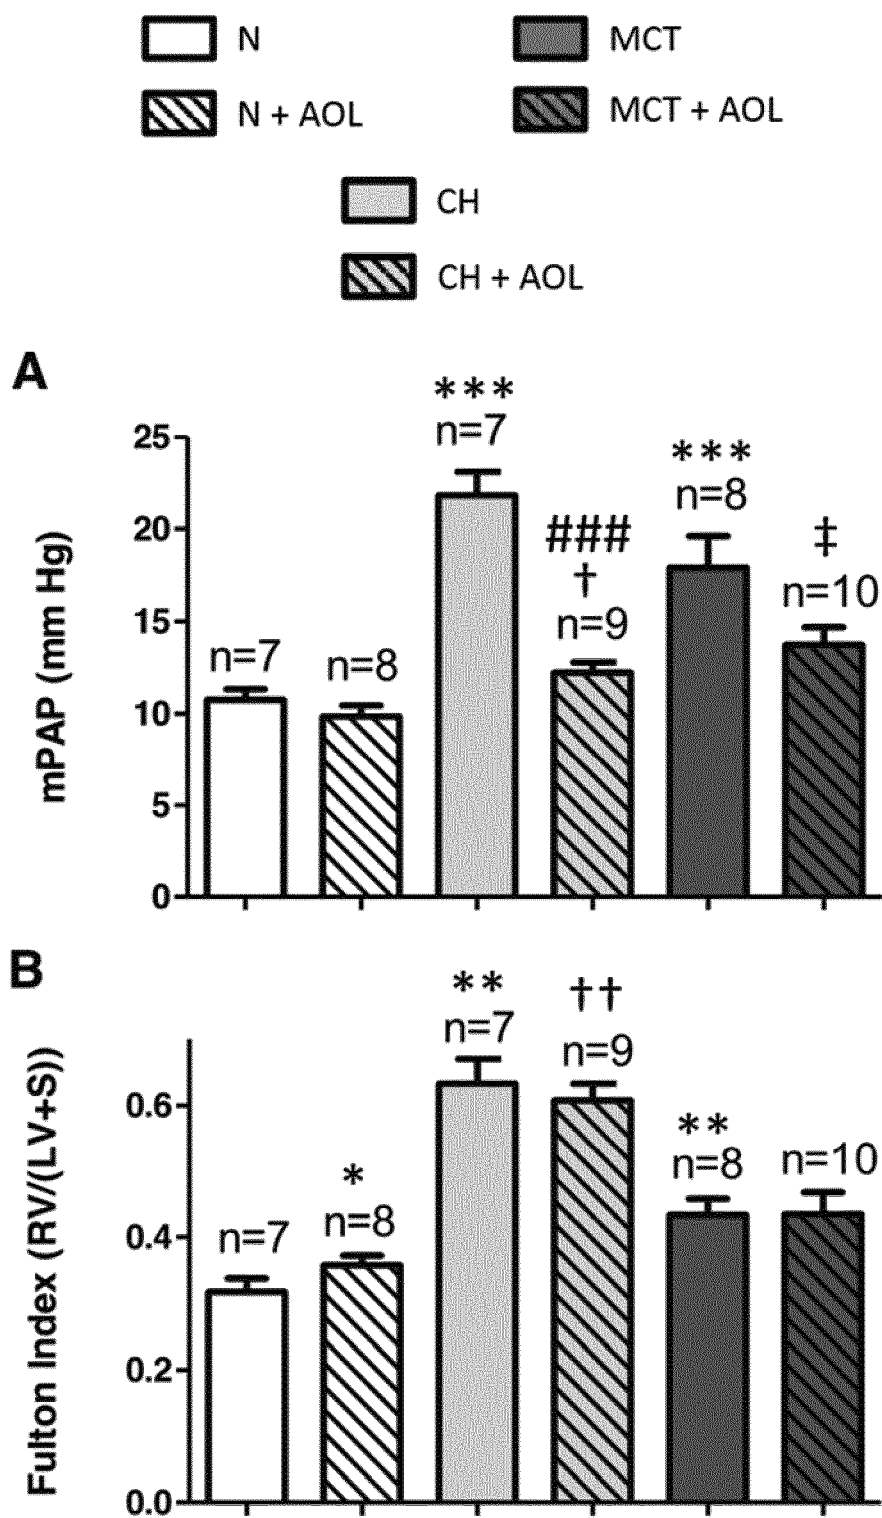 N
MCT
N + AOL
MCT + AOL
CH
CH + AOL
A
mPAP (mm Hg)
25
20
15
10
5
0
n=7
n=8
***
n=7
###
†
n=9
***
n=8
‡
n=10
B
Fulton Index (RV/(LV+S))
0.6
0.4
0.2
0.0
n=7
*
n=8
**
n=7
††
n=9
**
n=8
n=10